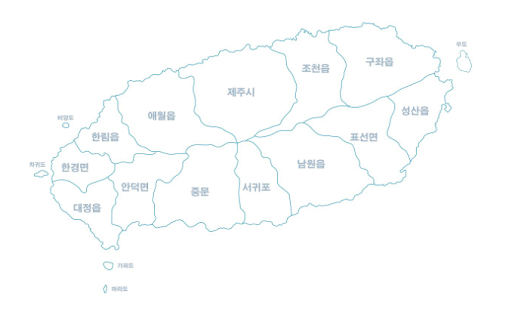 우도
구좌읍
조천읍
제주시
성산읍
애월읍
비양도
한림읍
표선면
차귀도
한경면
남원읍
안덕면
중문
서귀포
대정읍
가파도
마라도